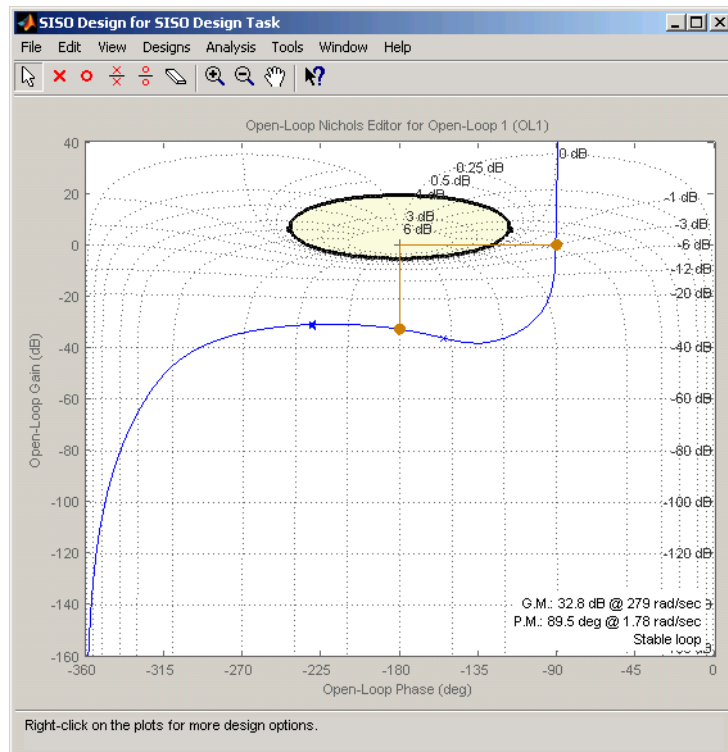 SISO Design for SISO Design Task
File Edit View Designs Analysis Tools Window Help
Open-Loop Nichols Editor for Open-Loop 1 (OL1)
40
20
0
-20
-40
-60
-80
-100
-120
-140
-160
Open-Loop Gain (dB)
0 dB
0.25 dB
0.5 dB
1 dB
3 dB
6 dB
-1 dB
-3 dB
-6 dB
-12 dB
-20 dB
-40 dB
-60 dB
-80 dB
-100 dB
-120 dB
G.M.: 32.8 dB @ 279 rad/sec
P.M.: 89.5 deg @ 1.78 rad/sec
Stable loop
-360 -315 -270 -225 -180 -135 -90 -45 0
Open-Loop Phase (deg)
Right-click on the plots for more design options.